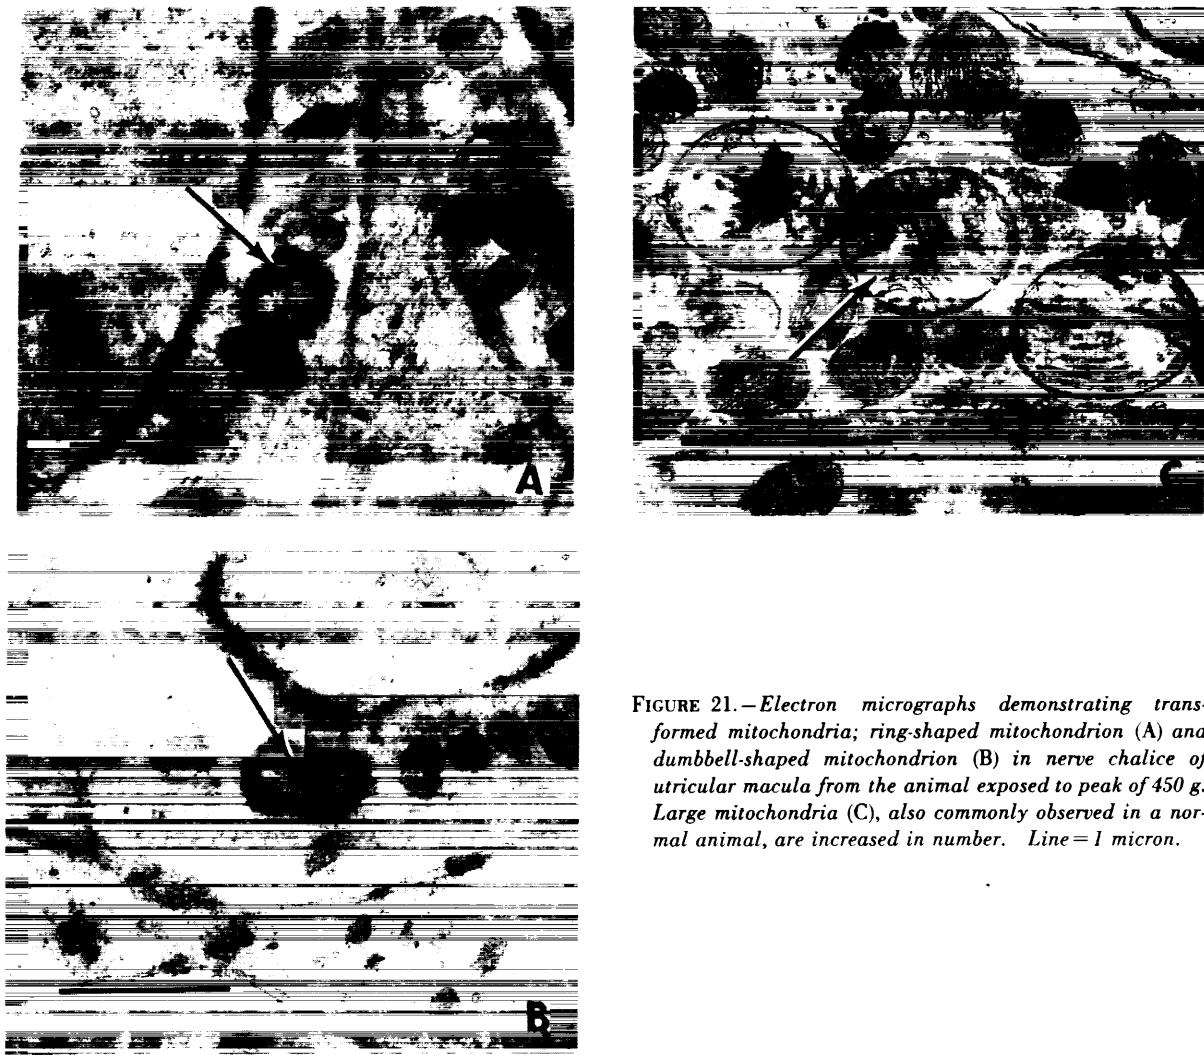 A
B
FIGURE 21.—Electron micrographs demonstrating trans-
formed mitochondria; ring-shaped mitochondrion (A) and
dumbbell-shaped mitochondrion (B) in nerve chalice of
utricular macula from the animal exposed to peak of 450 g.
Large mitochondria (C), also commonly observed in a nor-
mal animal, are increased in number. Line = 1 micron.